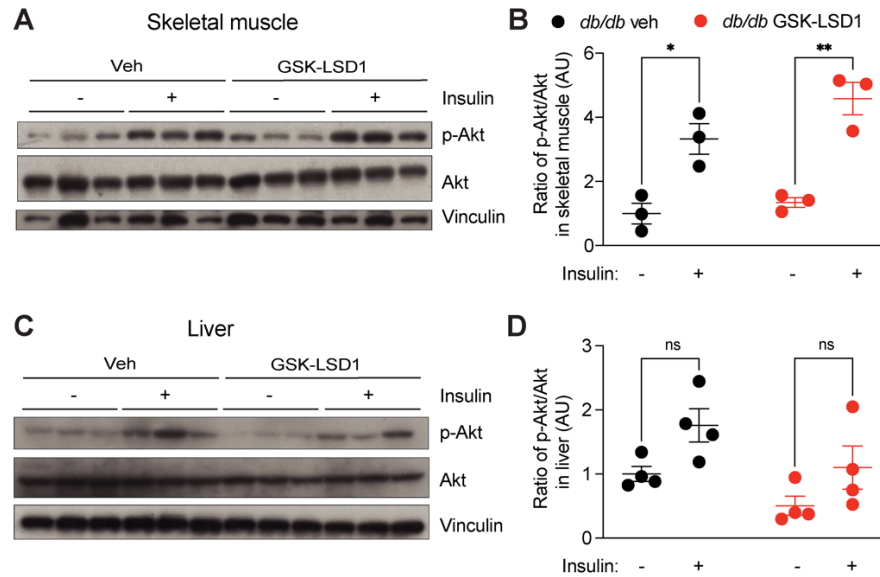 A
Skeletal muscle
Veh
GSK-LSD1
- + - + Insulin
p-Akt
Akt
Vinculin
B
db/db veh
db/db GSK-LSD1
* **
6
4
2
0
Ratio of p-Akt/Akt
in skeletal muscle (AU)
Insulin: - + - +
C
Liver
Veh
GSK-LSD1
- + - + Insulin
p-Akt
Akt
Vinculin
D
ns ns
3
2
1
0
Ratio of p-Akt/Akt
in liver (AU)
Insulin: - + - +